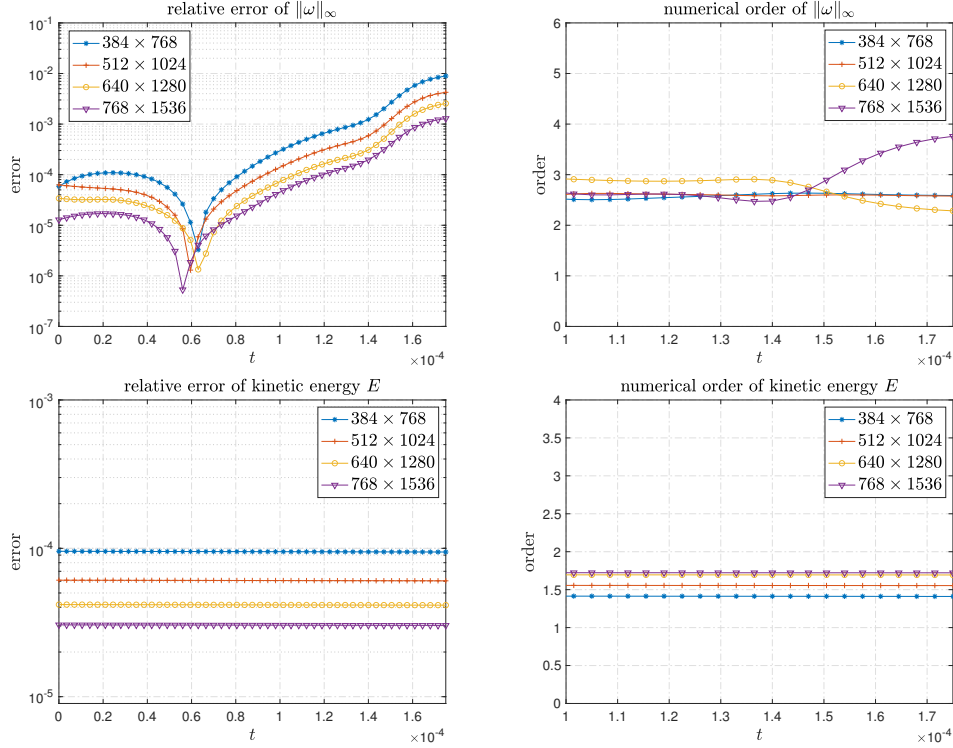 relative error of ‖ω‖∞
10^-1
10^-2
10^-3
10^-4
10^-5
10^-6
10^-7
error
384 × 768
512 × 1024
640 × 1280
768 × 1536
0 0.2 0.4 0.6 0.8 1 1.2 1.4 1.6
t
×10^-4
numerical order of ‖ω‖∞
6
5
4
3
2
1
0
order
384 × 768
512 × 1024
640 × 1280
768 × 1536
1 1.1 1.2 1.3 1.4 1.5 1.6 1.7
t
×10^-4
relative error of kinetic energy E
10^-3
10^-4
10^-5
error
384 × 768
512 × 1024
640 × 1280
768 × 1536
0 0.2 0.4 0.6 0.8 1 1.2 1.4 1.6
t
×10^-4
numerical order of kinetic energy E
4
3.5
3
2.5
2
1.5
1
0.5
0
order
384 × 768
512 × 1024
640 × 1280
768 × 1536
1 1.1 1.2 1.3 1.4 1.5 1.6 1.7
t
×10^-4